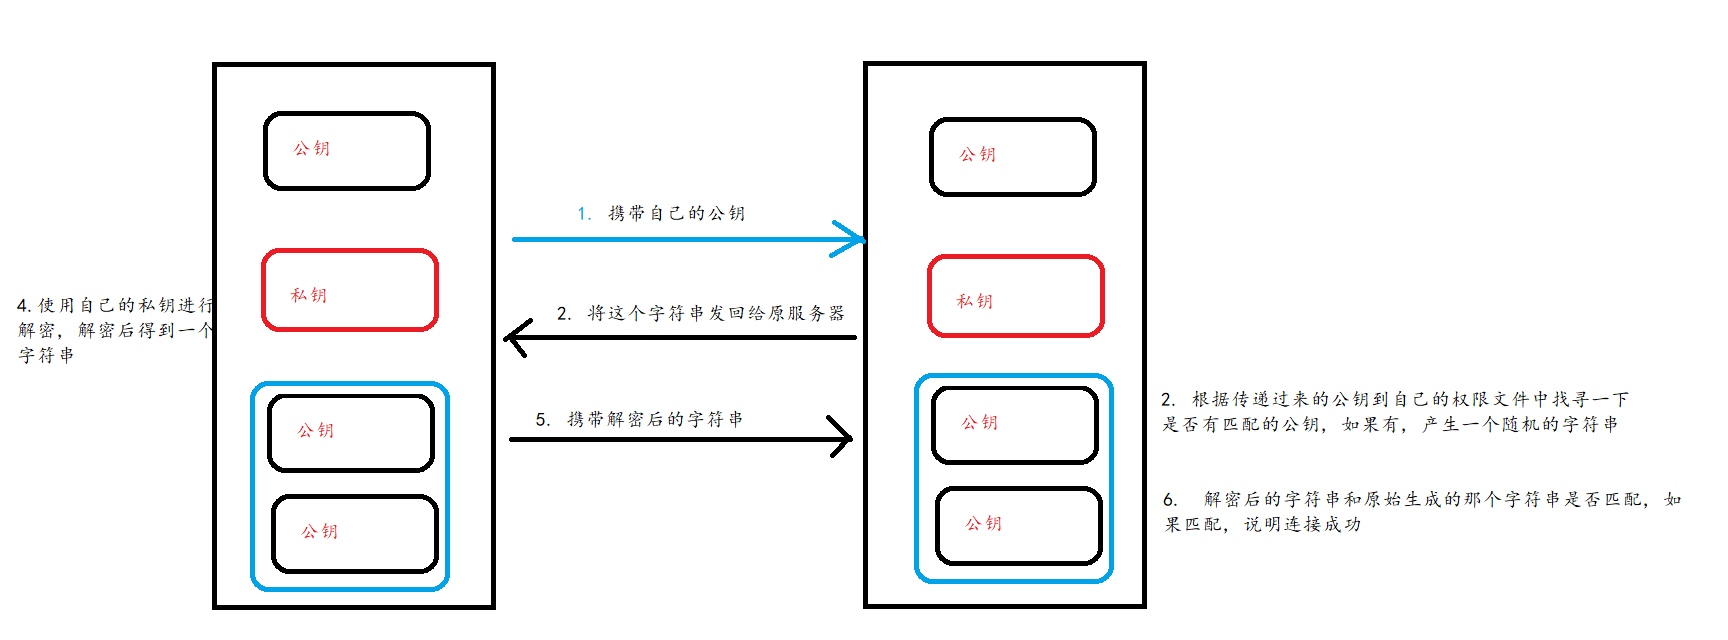 公钥
公钥
1. 携带自己的公钥
私钥
私钥
4.使用自己的私钥进行
解密, 解密后得到一个
字符串
2. 将这个字符串发回给原服务器
公钥
公钥
5. 携带解密后的字符串
2. 根据传递过来的公钥到自己的权限文件中找寻一下
是否有匹配的公钥, 如果有, 产生一个随机的字符串
公钥
公钥
6. 解密后的字符串和原始生成的那个字符串是否匹配, 如
果匹配, 说明连接成功